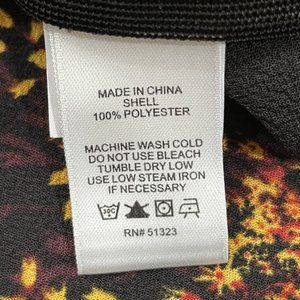 MADE IN CHINA
SHELL
100% POLYESTER
MACHINE WASH COLD
DO NOT USE BLEACH
TUMBLE DRY LOW
USE LOW STEAM IRON
IF NECESSARY
RN# 51323